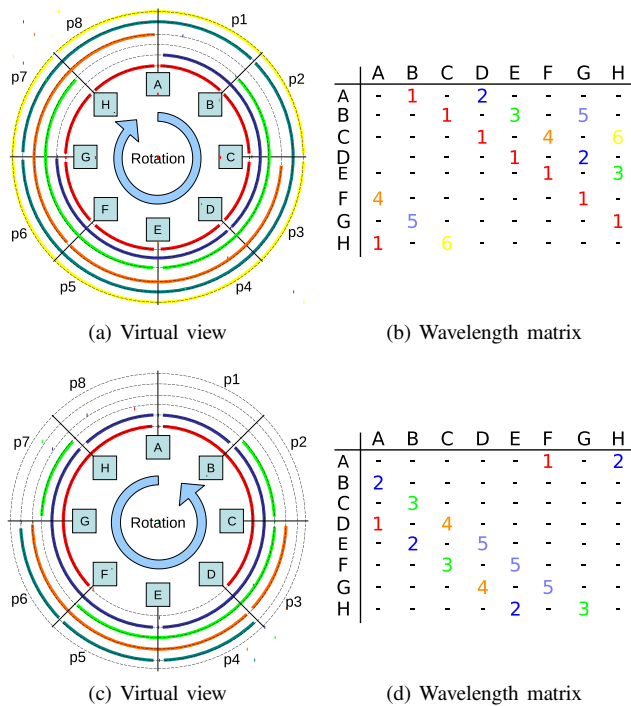 p8 p1
p7 p2
A
H B
G Rotation C
F D
E
p6 p3
p5 p4
(a) Virtual view
A B C D E F G H
A - 1 - 2 - - - -
B - - 1 - 3 - 5 -
C - - - 1 - 4 - 6
D - - - - 1 - 2 -
E - - - - - 1 - 3
F 4 - - - - - 1 -
G - 5 - - - - - 1
H 1 - 6 - - - - -
(b) Wavelength matrix
p8 p1
p7 p2
A
H B
G Rotation C
F D
E
p6 p3
p5 p4
(c) Virtual view
A B C D E F G H
A - - - - - 1 - 2
B 2 - - - - - - -
C - 3 - - - - - -
D 1 - 4 - - - - -
E - 2 - 5 - - - -
F - - 3 - 5 - - -
G - - - 4 - 5 - -
H - - - - 2 - 3 -
(d) Wavelength matrix